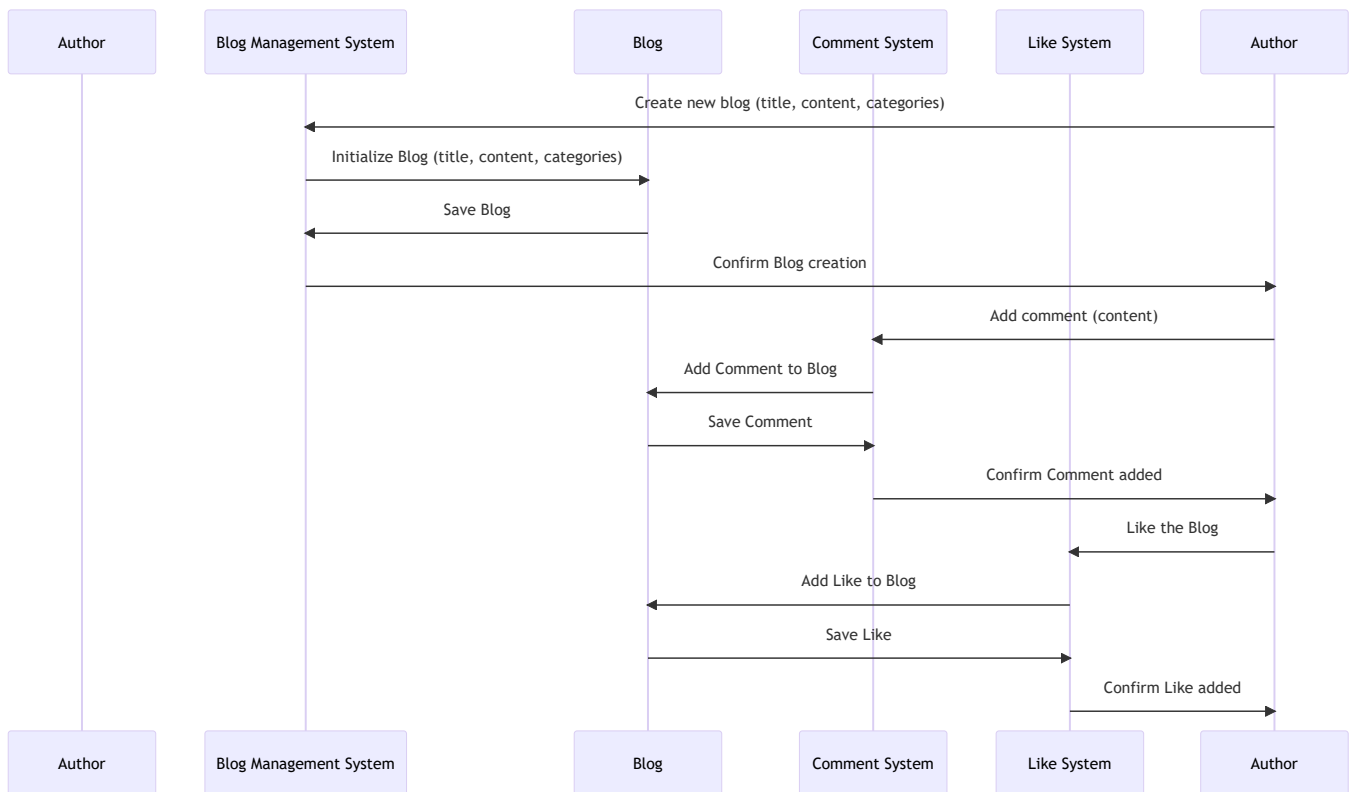 Author
Blog Management System
Blog
Comment System
Like System
Author
Create new blog (title, content, categories)
Initialize Blog (title, content, categories)
Save Blog
Confirm Blog creation
Add comment (content)
Add Comment to Blog
Save Comment
Confirm Comment added
Like the Blog
Add Like to Blog
Save Like
Confirm Like added
Author
Blog Management System
Blog
Comment System
Like System
Author